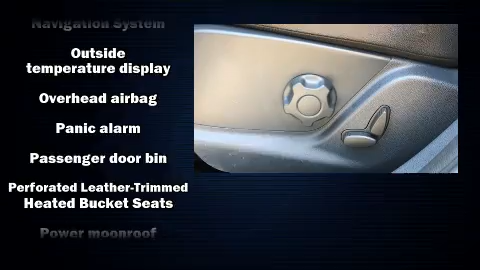 Navigation System
Outside
temperature display
Overhead airbag
Panic alarm
Passenger door bin
Perforated Leather-Trimmed
Heated Bucket Seats
Power moonroof